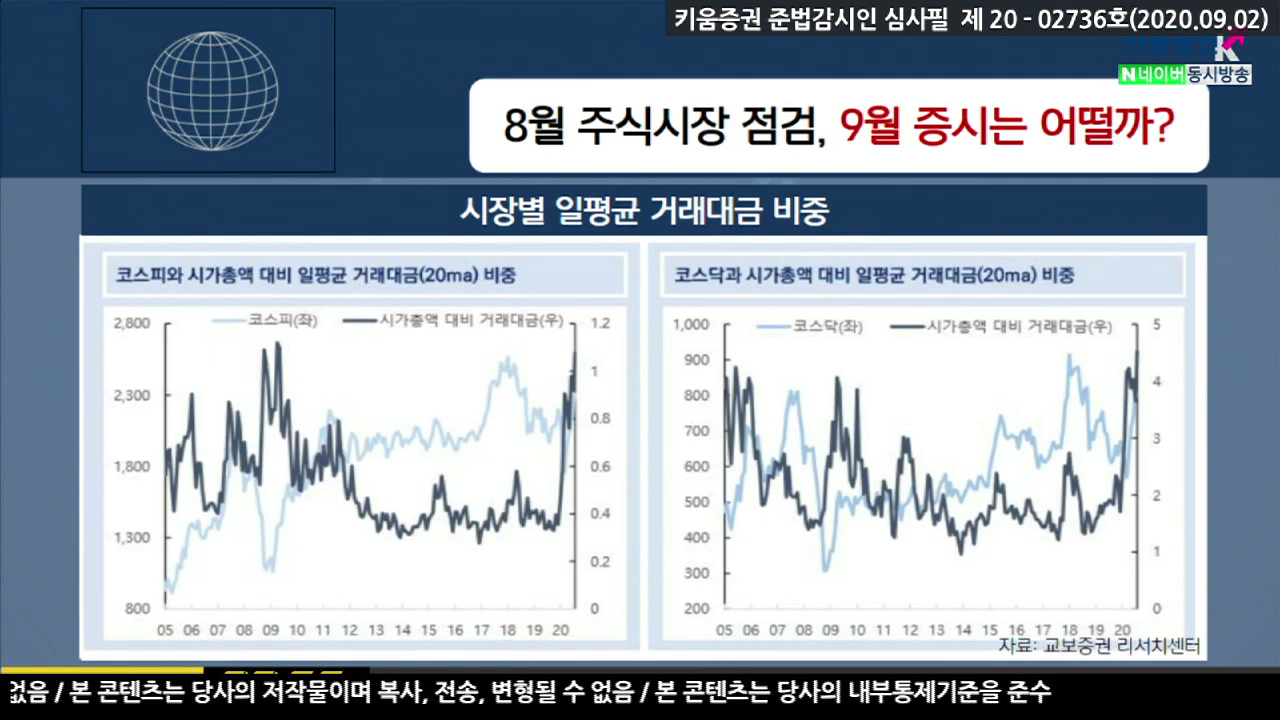 키움증권 준법감시인 심사필 제 20 - 02736호(2020.09.02)
N 네이버 동시방송
8월 주식시장 점검, 9월 증시는 어떨까?
시장별 일평균 거래대금 비중
코스피와 시가총액 대비 일평균 거래대금(20ma) 비중
코스피(좌) 시가총액 대비 거래대금(우)
2,800
2,300
1,800
1,300
800
1.2
1
0.8
0.6
0.4
0.2
0
05 06 07 08 09 10 11 12 13 14 15 16 17 18 19 20
코스닥과 시가총액 대비 일평균 거래대금(20ma) 비중
코스닥(좌) 시가총액 대비 거래대금(우)
1,000
900
800
700
600
500
400
300
200
5
4
3
2
1
0
05 06 07 08 09 10 11 12 13 14 15 16 17 18 19 20
자료: 교보증권 리서치센터
없음 / 본 콘텐츠는 당사의 저작물이며 복사, 전송, 변형될 수 없음 / 본 콘텐츠는 당사의 내부통제기준을 준수